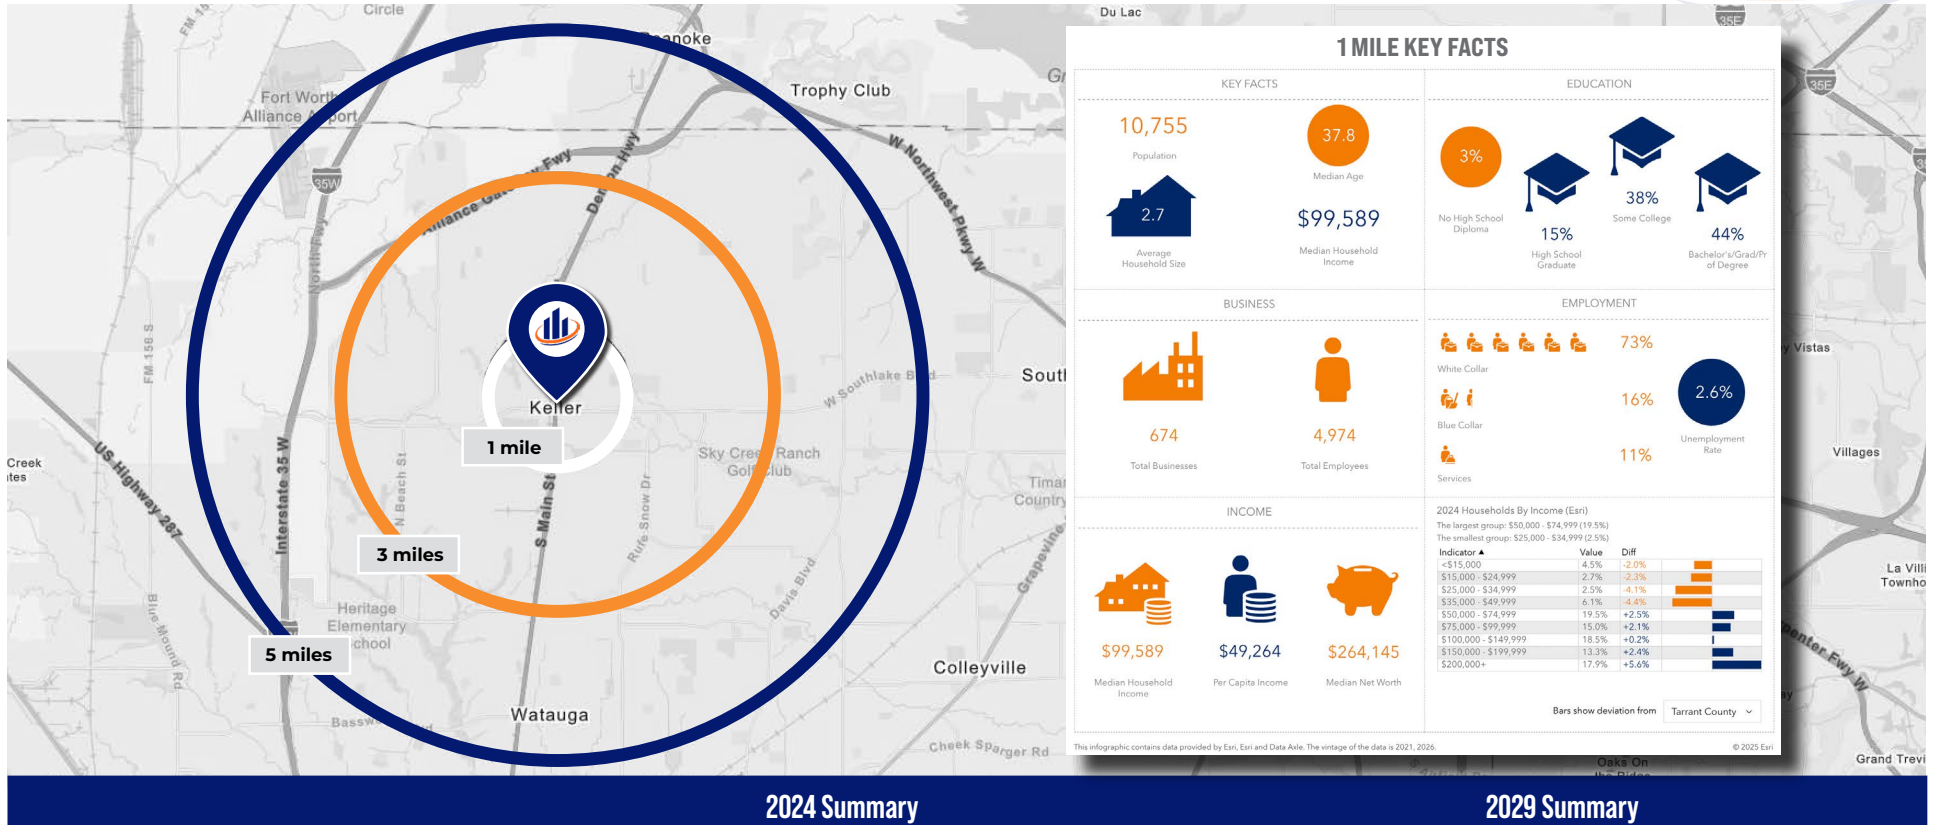 Circle
FM 15
Roanoke
Du Lac
35E
Trophy Club
Fort Worth
Alliance Airport
W Northwest Pkwy W
Denton Hwy
Alliance Gateway Fwy
35W
North Fwy
FM 156 S
Keller
W Southlake Blvd
South
1 mile
Creek
US Highway 287
Interstate 35 W
N Beach St
S Main St
Rufe Snow Dr
Sky Creek Ranch
Golf Club
Country
3 miles
Davis Blvd
Grapevine
Blue Mound Rd
Heritage
Elementary
School
5 miles
Colleyville
Watauga
Cheek Sparger Rd
1 MILE KEY FACTS
KEY FACTS
10,755
Population
37.8
Median Age
2.7
Average
Household Size
$99,589
Median Household
Income
EDUCATION
3%
No High School
Diploma
15%
High School
Graduate
38%
Some College
44%
Bachelor's/Grad/Pr
of Degree
BUSINESS
674
Total Businesses
4,974
Total Employees
EMPLOYMENT
73%
White Collar
16%
Blue Collar
11%
Services
2.6%
Unemployment
Rate
INCOME
$99,589
Median Household
Income
$49,264
Per Capita Income
$264,145
Median Net Worth
2024 Households By Income (Esri)
The largest group: $50,000 - $74,999 (19.5%)
The smallest group: $25,000 - $34,999 (2.5%)
Indicator ▲ Value Diff
<$15,000 4.5% -2.0%
$15,000 - $24,999 2.7% -2.3%
$25,000 - $34,999 2.5% -4.1%
$35,000 - $49,999 6.1% -4.4%
$50,000 - $74,999 19.5% +2.5%
$75,000 - $99,999 15.0% +2.1%
$100,000 - $149,999 18.5% +0.2%
$150,000 - $199,999 13.3% +2.4%
$200,000+ 17.9% +5.6%
Bars show deviation from Tarrant County
This infographic contains data provided by Esri, Esri and Data Axle. The vintage of the data is 2021, 2026.
© 2025 Esri
35E
Vistas
Villages
La Villi
Townho
Carpenter Fwy W
Grand Trevi
Oaks On
the Ridge
2024 Summary
2029 Summary